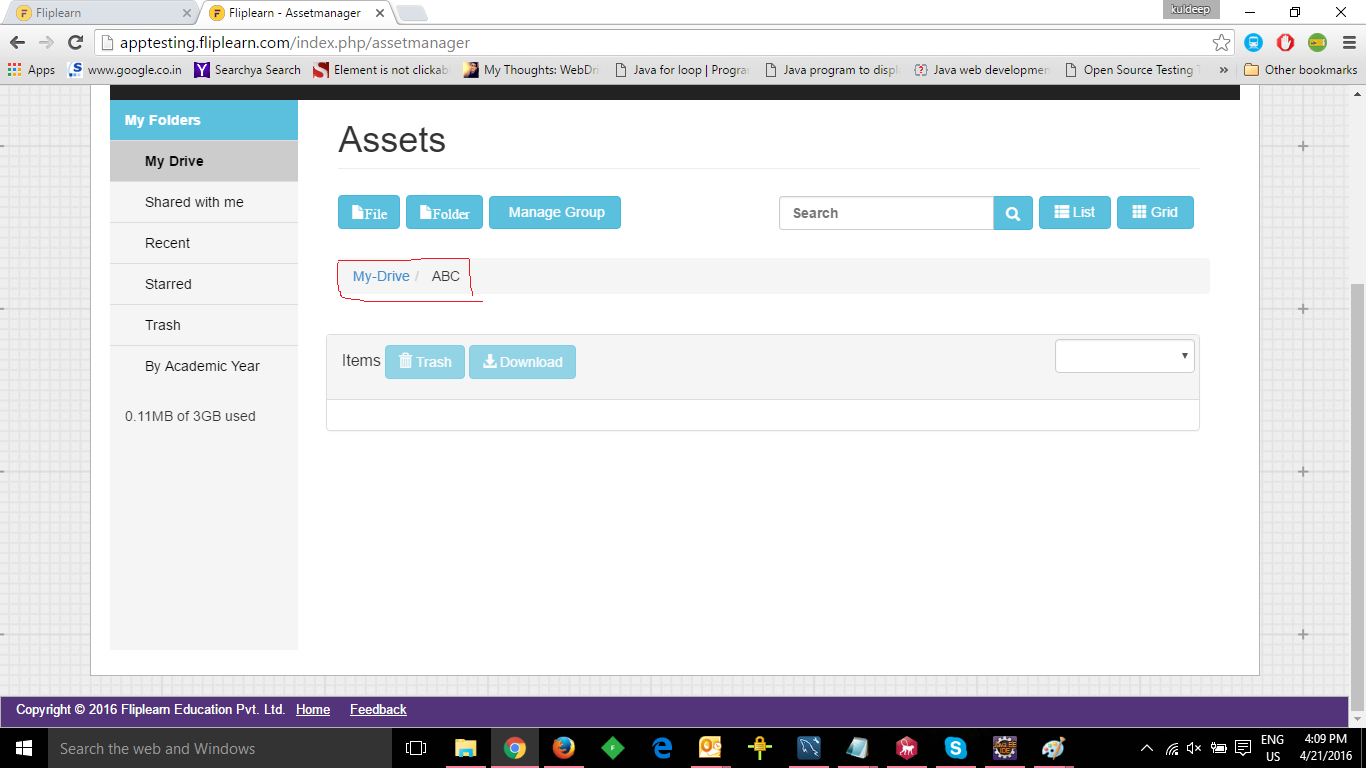 Fliplearn
Fliplearn - Assetmanager
kuldeep
apptesting.fliplearn.com/index.php/assetmanager
Apps
www.google.co.in
Searchya Search
Element is not clickab
My Thoughts: WebDri
Java for loop | Progra
Java program to displ
Java web developmen
Open Source Testing T
»
Other bookmarks
My Folders
My Drive
Shared with me
Recent
Starred
Trash
By Academic Year
0.11MB of 3GB used
Assets
File
Folder
Manage Group
Search
List
Grid
My-Drive / ABC
Items
Trash
Download
Copyright © 2016 Fliplearn Education Pvt. Ltd. Home Feedback
Search the web and Windows
ENG
US
4:09 PM
4/21/2016